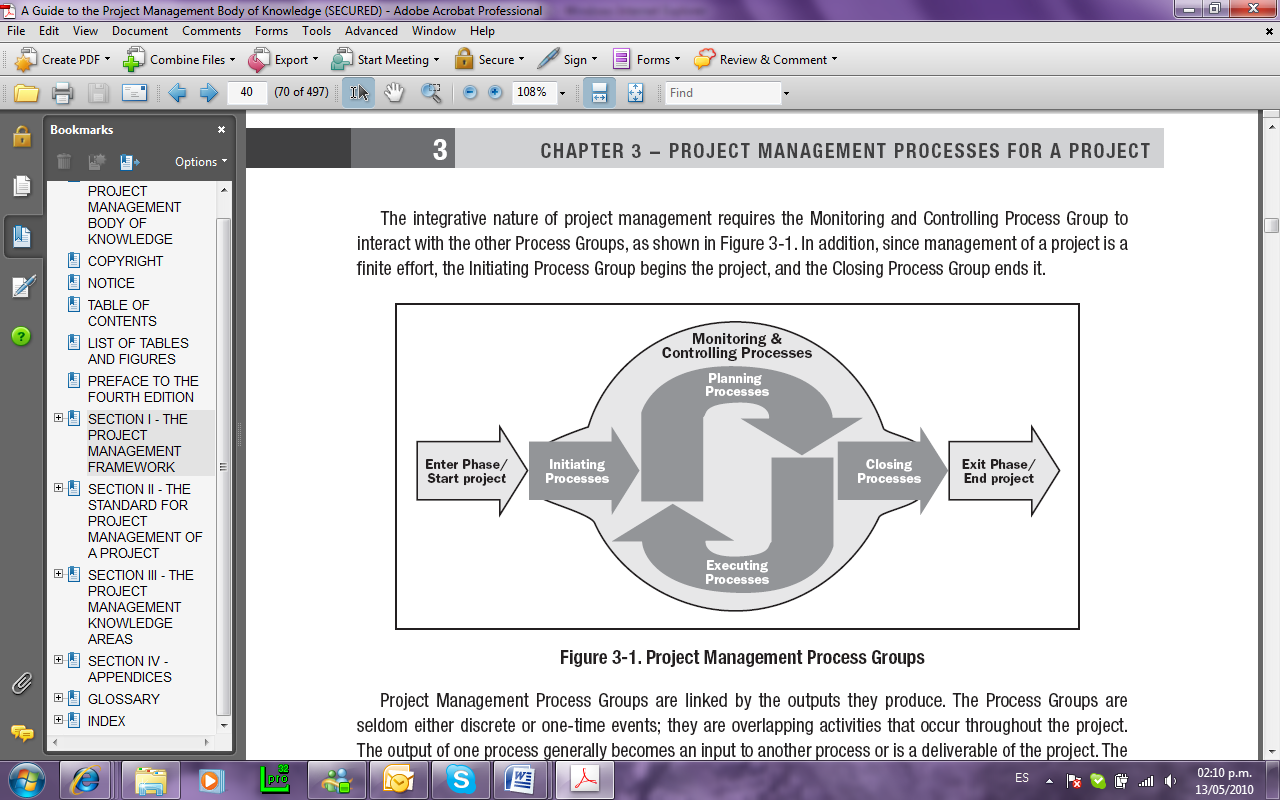 A Guide to the Project Management Body of Knowledge (SECURED) - Adobe Acrobat Professional
File Edit View Document Comments Forms Tools Advanced Window Help
Create PDF Combine Files Export Start Meeting Secure Sign Forms Review & Comment
40 (70 of 497) 108% Find
Bookmarks
Options
PROJECT
MANAGEMENT
BODY OF
KNOWLEDGE
COPYRIGHT
NOTICE
TABLE OF
CONTENTS
LIST OF TABLES
AND FIGURES
PREFACE TO THE
FOURTH EDITION
SECTION I - THE
PROJECT
MANAGEMENT
FRAMEWORK
SECTION II - THE
STANDARD FOR
PROJECT
MANAGEMENT OF
A PROJECT
SECTION III - THE
PROJECT
MANAGEMENT
KNOWLEDGE
AREAS
SECTION IV -
APPENDICES
GLOSSARY
INDEX
3 CHAPTER 3 – PROJECT MANAGEMENT PROCESSES FOR A PROJECT
The integrative nature of project management requires the Monitoring and Controlling Process Group to
interact with the other Process Groups, as shown in Figure 3-1. In addition, since management of a project is a
finite effort, the Initiating Process Group begins the project, and the Closing Process Group ends it.
Monitoring &
Controlling Processes
Planning
Processes
Enter Phase/
Start project
Initiating
Processes
Closing
Processes
Exit Phase/
End project
Executing
Processes
Figure 3-1. Project Management Process Groups
Project Management Process Groups are linked by the outputs they produce. The Process Groups are
seldom either discrete or one-time events; they are overlapping activities that occur throughout the project.
The output of one process generally becomes an input to another process or is a deliverable of the project. The
32
pro
ES
02:10 p.m.
13/05/2010